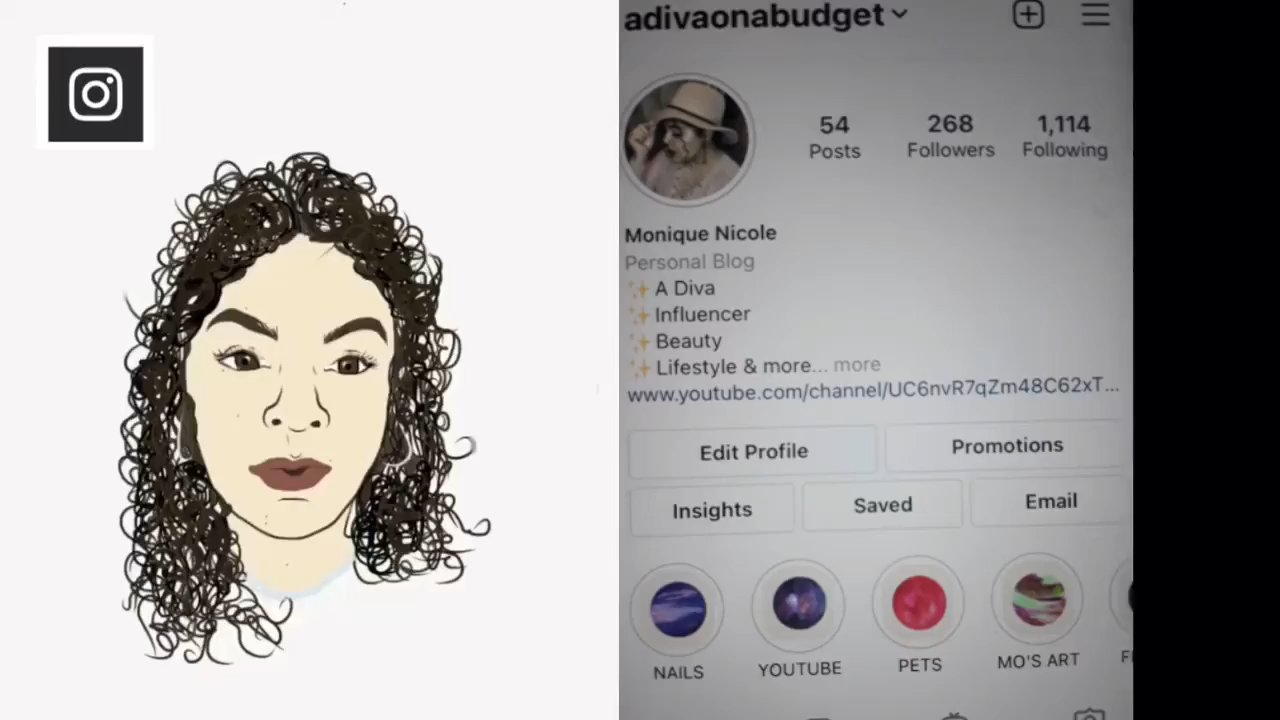 adivaonabudget
54 268 1,114
Posts Followers Following
Monique Nicole
Personal Blog
✨ A Diva
✨ Influencer
✨ Beauty
✨ Lifestyle & more... more
www.youtube.com/channel/UC6nvR7qZm48C62xT...
Edit Profile Promotions
Insights Saved Email
NAILS YOUTUBE PETS MO'S ART